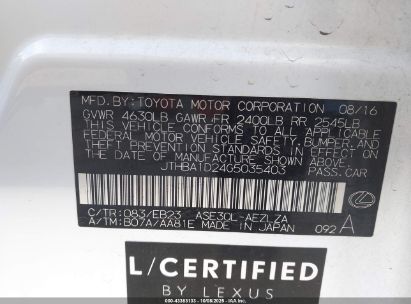 MFD. BY: TOYOTA MOTOR CORPORATION 08/16
GVWR 4630LB GAWR FR 2400LB RR 2545LB
THIS VEHICLE CONFORMS TO ALL APPLICABLE
FEDERAL MOTOR VEHICLE SAFETY, BUMPER, AND
THEFT PREVENTION STANDARDS IN EFFECT ON
THE DATE OF MANUFACTURE SHOWN ABOVE.
JTHBA1D24G5035403 PASS.CAR
C/TR: 083/EB23 ASE30L-AEZLZA
A/TM: B07A/AA81E MADE IN JAPAN 092 A
L/CERTIFIED
BY LEXUS